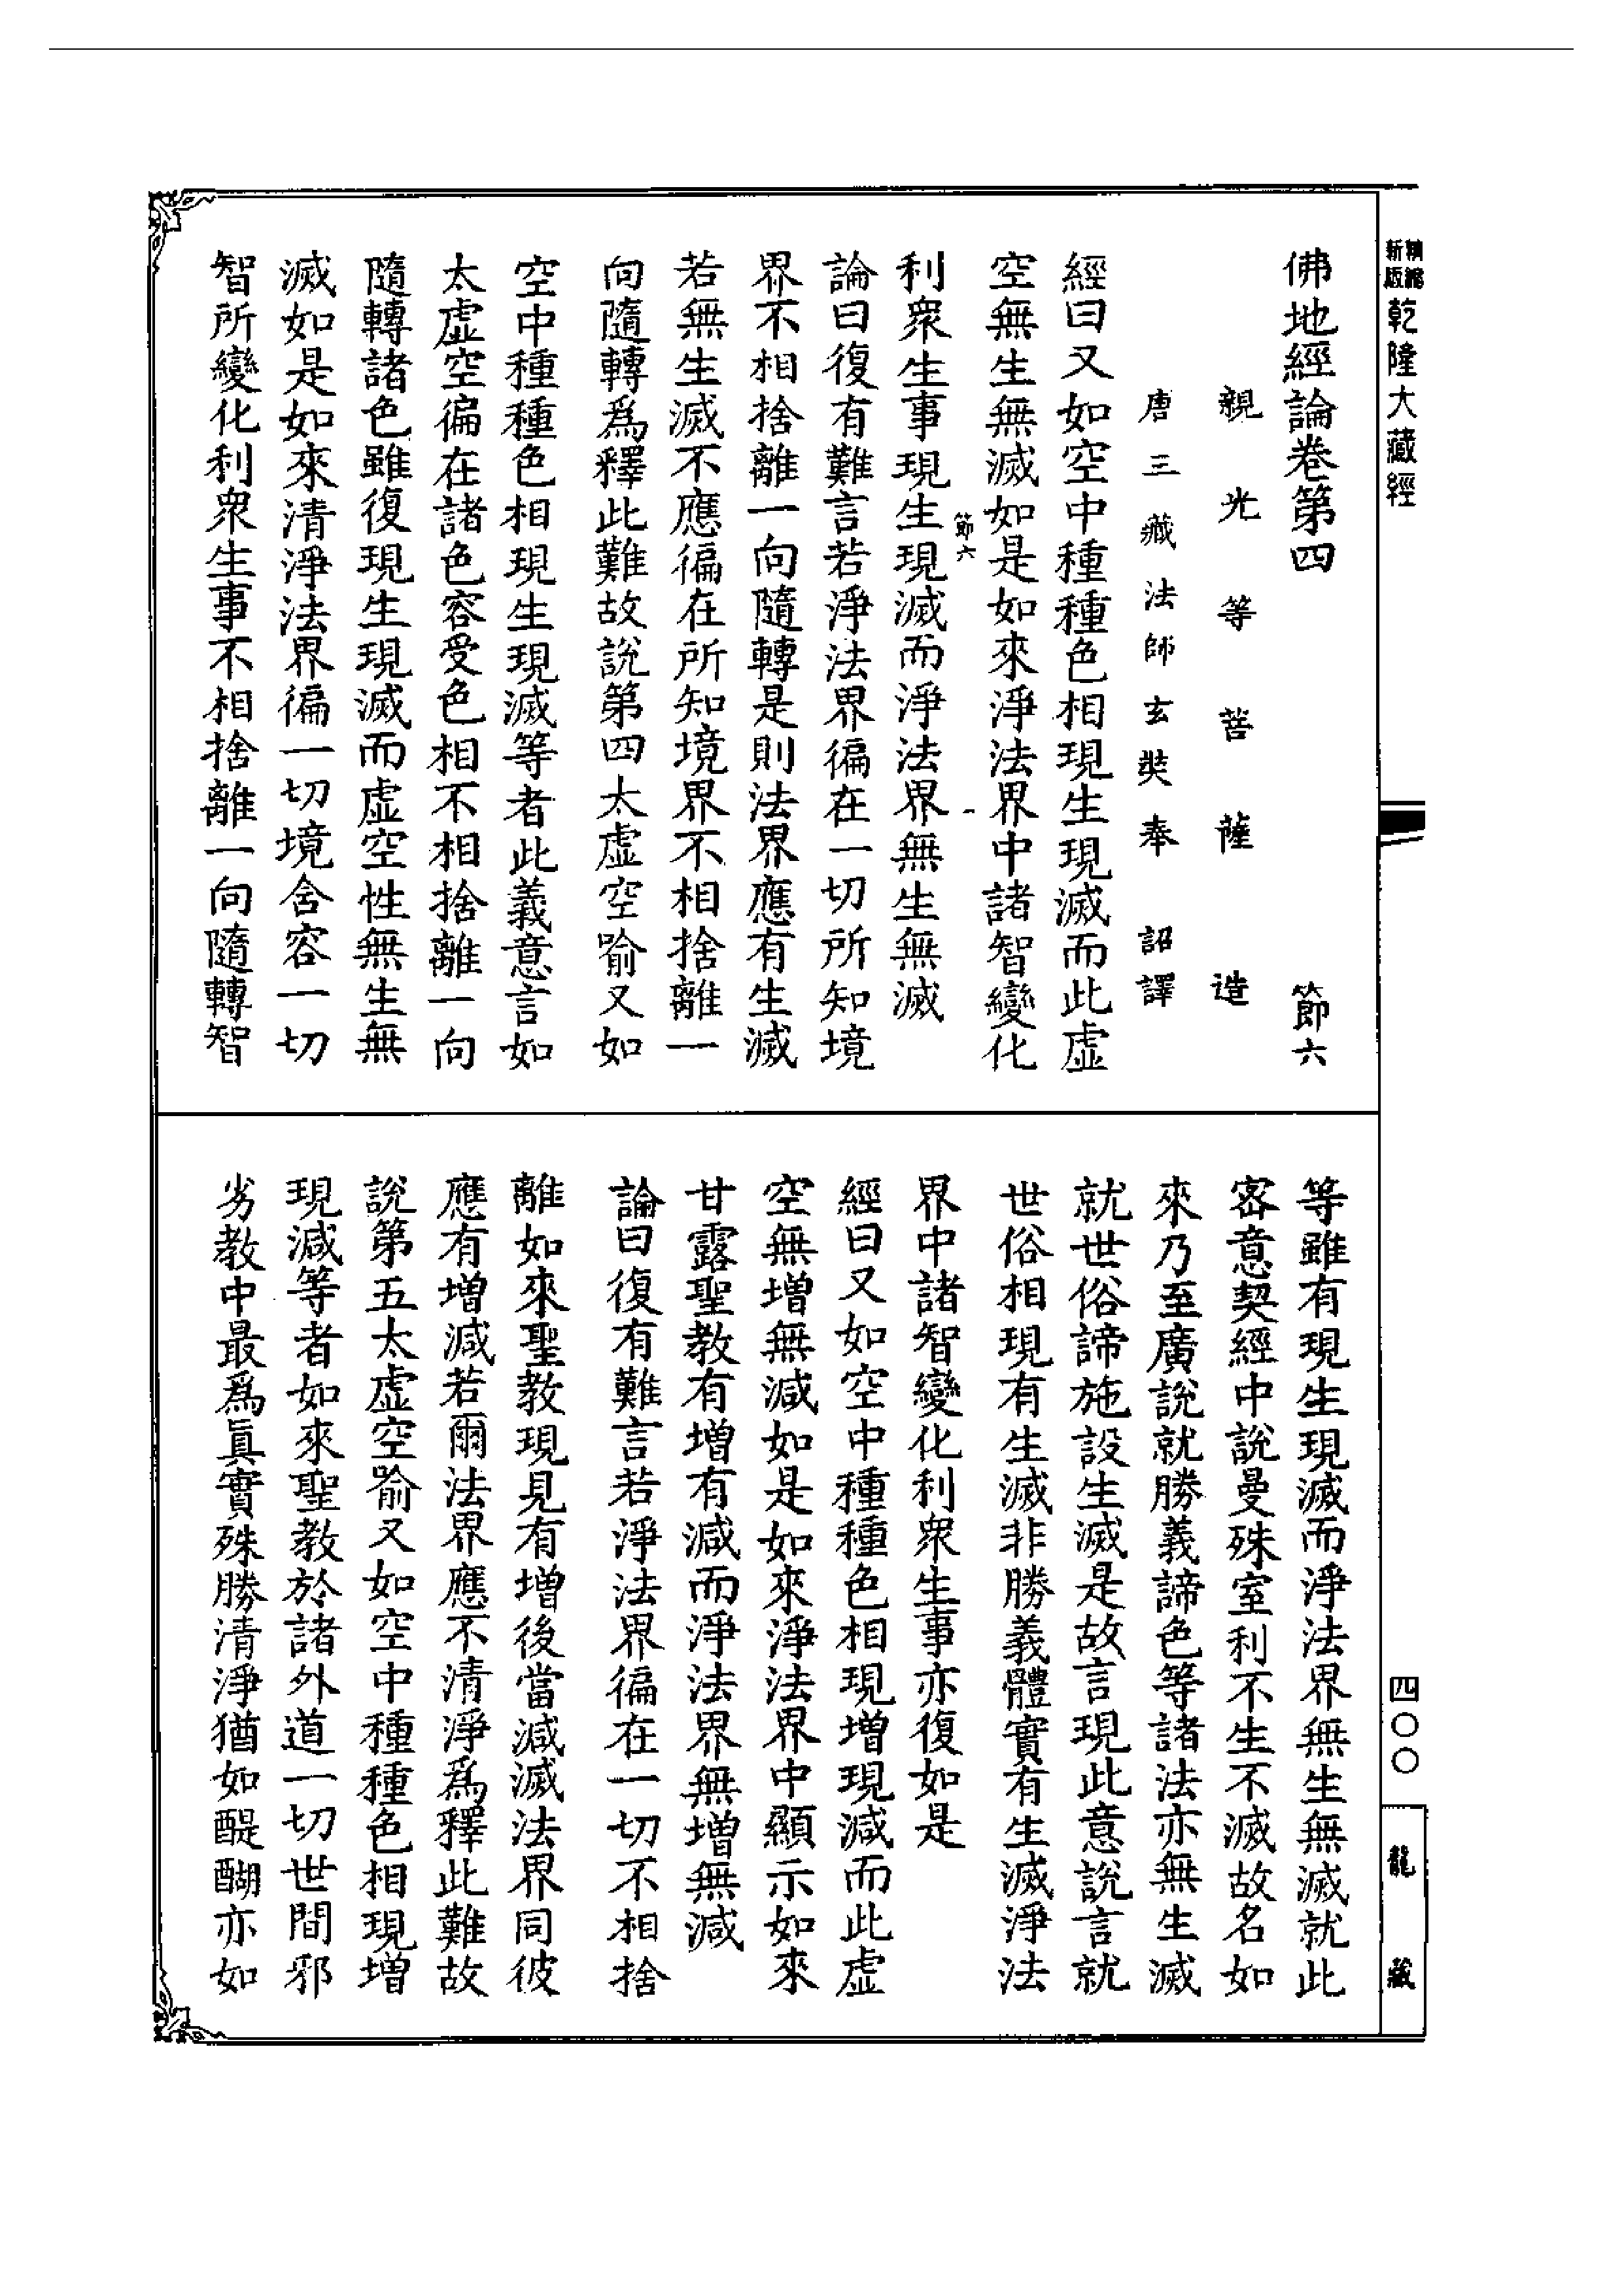 精縮新版乾隆大藏經
佛地經論卷第四 節六
親光等菩薩造
唐三藏法師玄奘奉 詔譯
經曰又如空中種種色相現生現滅而此虛
空無生無滅如是如來淨法界中諸智變化
節六
利衆生事現生現滅而淨法界無生無滅
論曰復有難言若淨法界徧在一切所知境
界不相捨離一向隨轉是則法界應有生滅
若無生滅不應徧在所知境界不相捨離一
向隨轉爲釋此難故說第四太虛空喻又如
空中種種色相現生現滅等者此義意言如
太虛空徧在諸色容受色相不相捨離一向
隨轉諸色雖復現生現滅而虛空性無生無
滅如是如來清淨法界徧一切境含容一切
智所變化利衆生事不相捨離一向隨轉智
等雖有現生現滅而淨法界無生無滅就此
密意契經中說曼殊室利不生不滅故名如
來乃至廣說就勝義諦色等諸法亦無生滅
就世俗諦施設生滅是故言現此意說言就
世俗相現有生滅非勝義體實有生滅淨法
界中諸智變化利衆生事亦復如是
經曰又如空中種種色相現增現減而此虛
空無增無減如是如來淨法界中顯示如來
甘露聖教有增有減而淨法界無增無減
論曰復有難言若淨法界徧在一切不相捨
離如來聖教現見有增後當減滅法界同彼
應有增減若爾法界應不清淨爲釋此難故
說第五太虛空喻又如空中種種色相現增
現減等者如來聖教於諸外道一切世間邪
劣教中最爲眞實殊勝清淨猶如醍醐亦如
四〇〇
龍藏